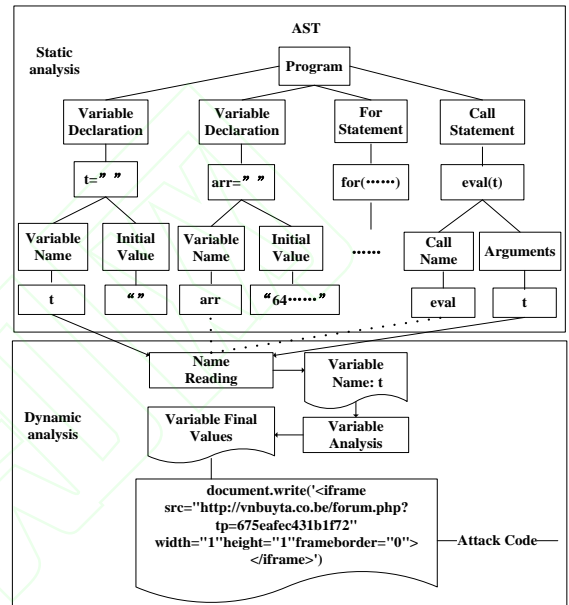 AST
Static
analysis
Program
Variable
Declaration
Variable
Declaration
For
Statement
Call
Statement
t=” ”
arr=” ”
for(······)
eval(t)
Variable
Name
Initial
Value
Variable
Name
Initial
Value
······
Call
Name
Arguments
t
“”
arr
“64······”
eval
t
Name
Reading
Variable
Name: t
Dynamic
analysis
Variable Final
Values
Variable
Analysis
document.write('<iframe
src="http://vnbuyta.co.be/forum.php?
tp=675eafec431b1f72"
width="1"height="1"frameborder="0">
</iframe>')
Attack Code